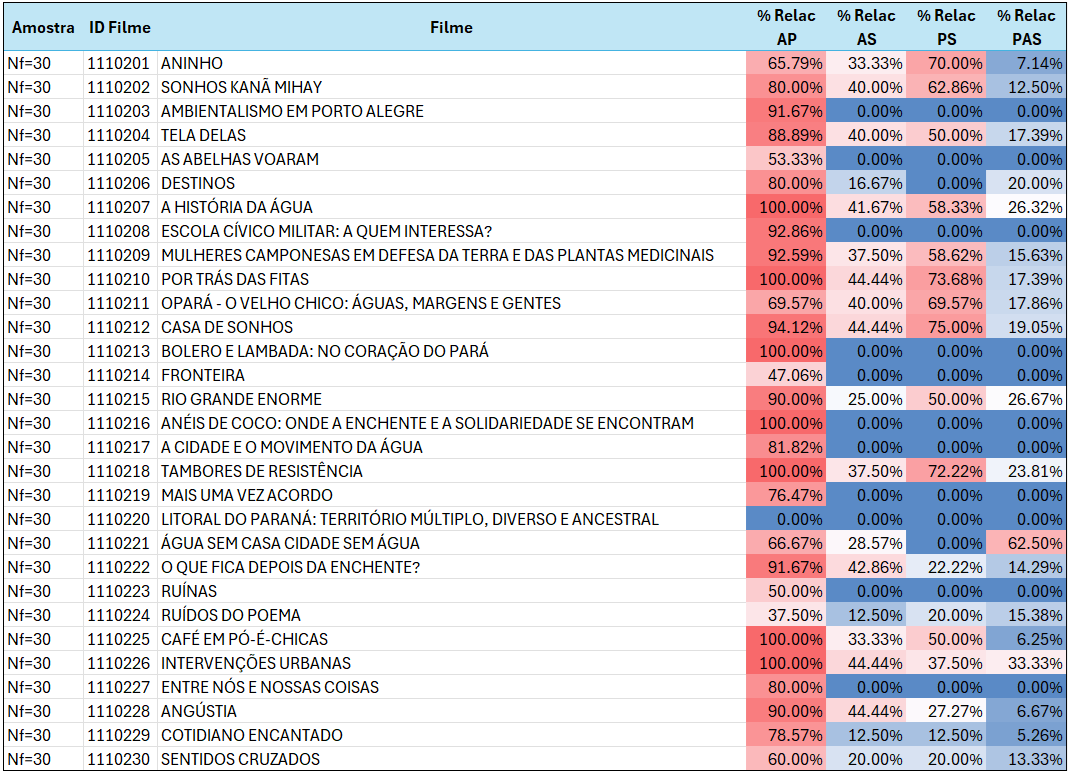 Amostra ID Filme Filme % Relac AP % Relac AS % Relac PS % Relac PAS
Nf=30 1110201 ANINHO 65.79% 33.33% 70.00% 7.14%
Nf=30 1110202 SONHOS KANÃ MIHAY 80.00% 40.00% 62.86% 12.50%
Nf=30 1110203 AMBIENTALISMO EM PORTO ALEGRE 91.67% 0.00% 0.00% 0.00%
Nf=30 1110204 TELA DELAS 88.89% 40.00% 50.00% 17.39%
Nf=30 1110205 AS ABELHAS VOARAM 53.33% 0.00% 0.00% 0.00%
Nf=30 1110206 DESTINOS 80.00% 16.67% 0.00% 20.00%
Nf=30 1110207 A HISTÓRIA DA ÁGUA 100.00% 41.67% 58.33% 26.32%
Nf=30 1110208 ESCOLA CÍVICO MILITAR: A QUEM INTERESSA? 92.86% 0.00% 0.00% 0.00%
Nf=30 1110209 MULHERES CAMPONESAS EM DEFESA DA TERRA E DAS PLANTAS MEDICINAIS 92.59% 37.50% 58.62% 15.63%
Nf=30 1110210 POR TRÁS DAS FITAS 100.00% 44.44% 73.68% 17.39%
Nf=30 1110211 OPARÁ - O VELHO CHICO: ÁGUAS, MARGENS E GENTES 69.57% 40.00% 69.57% 17.86%
Nf=30 1110212 CASA DE SONHOS 94.12% 44.44% 75.00% 19.05%
Nf=30 1110213 BOLERO E LAMBADA: NO CORAÇÃO DO PARÁ 100.00% 0.00% 0.00% 0.00%
Nf=30 1110214 FRONTEIRA 47.06% 0.00% 0.00% 0.00%
Nf=30 1110215 RIO GRANDE ENORME 90.00% 25.00% 50.00% 26.67%
Nf=30 1110216 ANÉIS DE COCO: ONDE A ENCHENTE E A SOLIDARIEDADE SE ENCONTRAM 100.00% 0.00% 0.00% 0.00%
Nf=30 1110217 A CIDADE E O MOVIMENTO DA ÁGUA 81.82% 0.00% 0.00% 0.00%
Nf=30 1110218 TAMBORES DE RESISTÊNCIA 100.00% 37.50% 72.22% 23.81%
Nf=30 1110219 MAIS UMA VEZ ACORDO 76.47% 0.00% 0.00% 0.00%
Nf=30 1110220 LITORAL DO PARANÁ: TERRITÓRIO MÚLTIPLO, DIVERSO E ANCESTRAL 0.00% 0.00% 0.00% 0.00%
Nf=30 1110221 ÁGUA SEM CASA CIDADE SEM ÁGUA 66.67% 28.57% 0.00% 62.50%
Nf=30 1110222 O QUE FICA DEPOIS DA ENCHENTE? 91.67% 42.86% 22.22% 14.29%
Nf=30 1110223 RUÍNAS 50.00% 0.00% 0.00% 0.00%
Nf=30 1110224 RUÍDOS DO POEMA 37.50% 12.50% 20.00% 15.38%
Nf=30 1110225 CAFÉ EM PÓ-É-CHICAS 100.00% 33.33% 50.00% 6.25%
Nf=30 1110226 INTERVENÇÕES URBANAS 100.00% 44.44% 37.50% 33.33%
Nf=30 1110227 ENTRE NÓS E NOSSAS COISAS 80.00% 0.00% 0.00% 0.00%
Nf=30 1110228 ANGÚSTIA 90.00% 44.44% 27.27% 6.67%
Nf=30 1110229 COTIDIANO ENCANTADO 78.57% 12.50% 12.50% 5.26%
Nf=30 1110230 SENTIDOS CRUZADOS 60.00% 20.00% 20.00% 13.33%